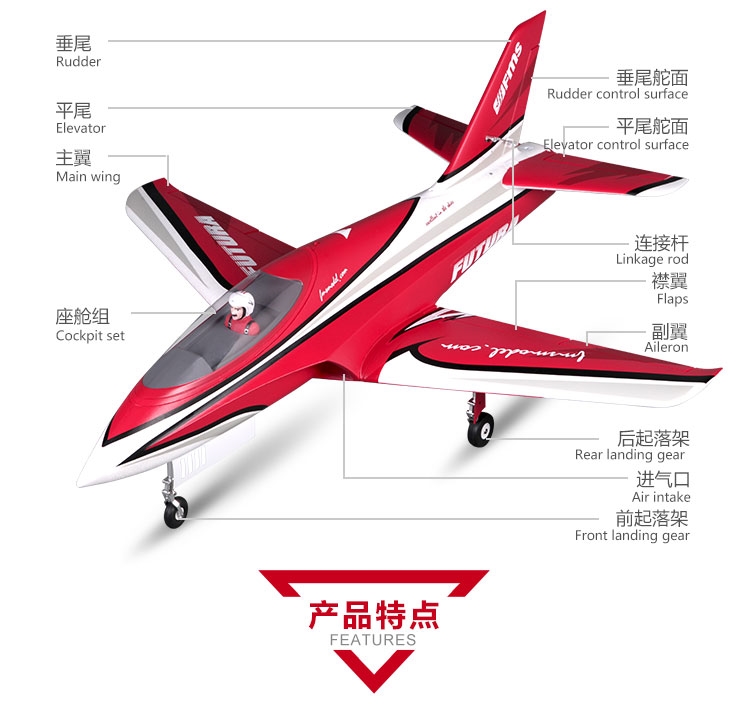 垂尾
Rudder
平尾
Elevator
主翼
Main wing
座舱组
Cockpit set
FMS
垂尾舵面
Rudder control surface
平尾舵面
Elevator control surface
连接杆
Linkage rod
襟翼
Flaps
副翼
Aileron
后起落架
Rear landing gear
进气口
Air intake
前起落架
Front landing gear
FUTURA
FUTURA
fmsmodel.com
fmsmodel.com
产品特点
FEATURES